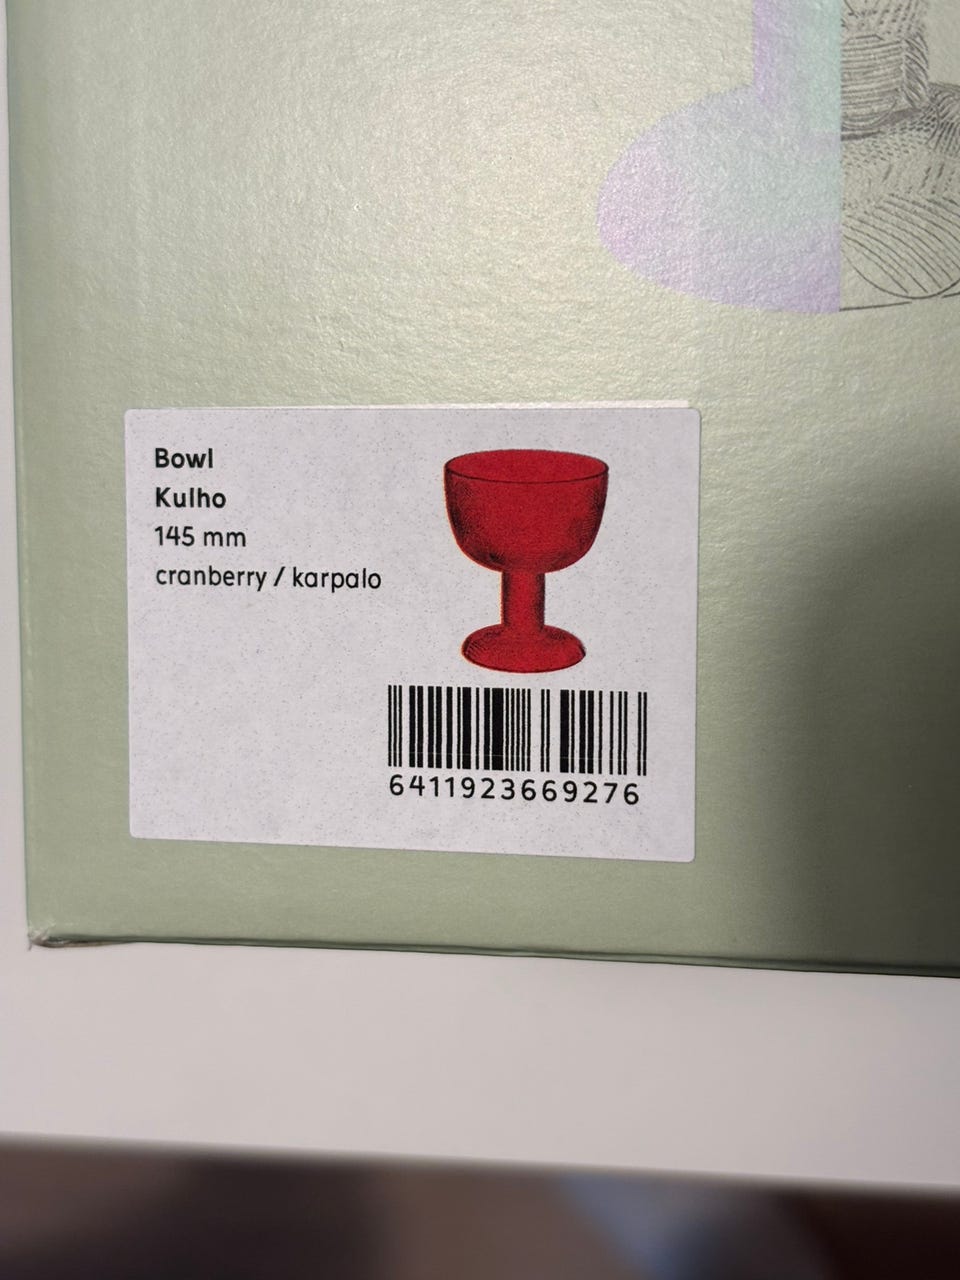 Bowl
Kulho
145 mm
cranberry / karpalo
6411923669276